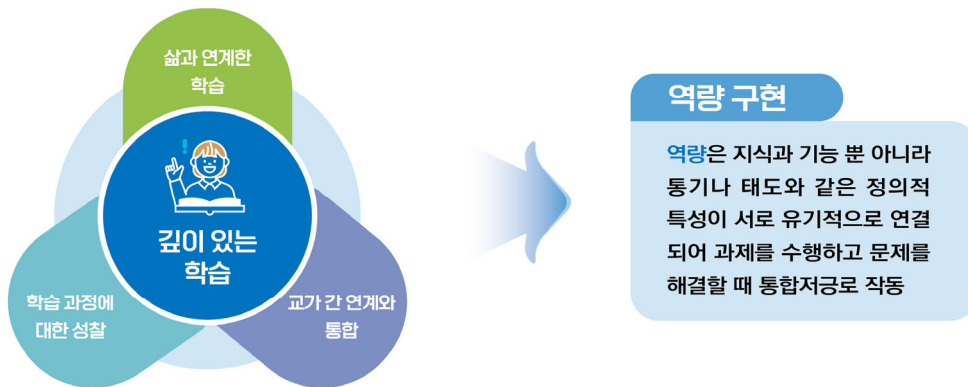 삶과 연계한
학습
깊이 있는
학습
학습 과정에
대한 성찰
교가 간 연계와
통합
역량 구현
역량은 지식과 기능 뿐 아니라
통기나 태도와 같은 정의적
특성이 서로 유기적으로 연결
되어 과제를 수행하고 문제를
해결할 때 통합저긍로 작동